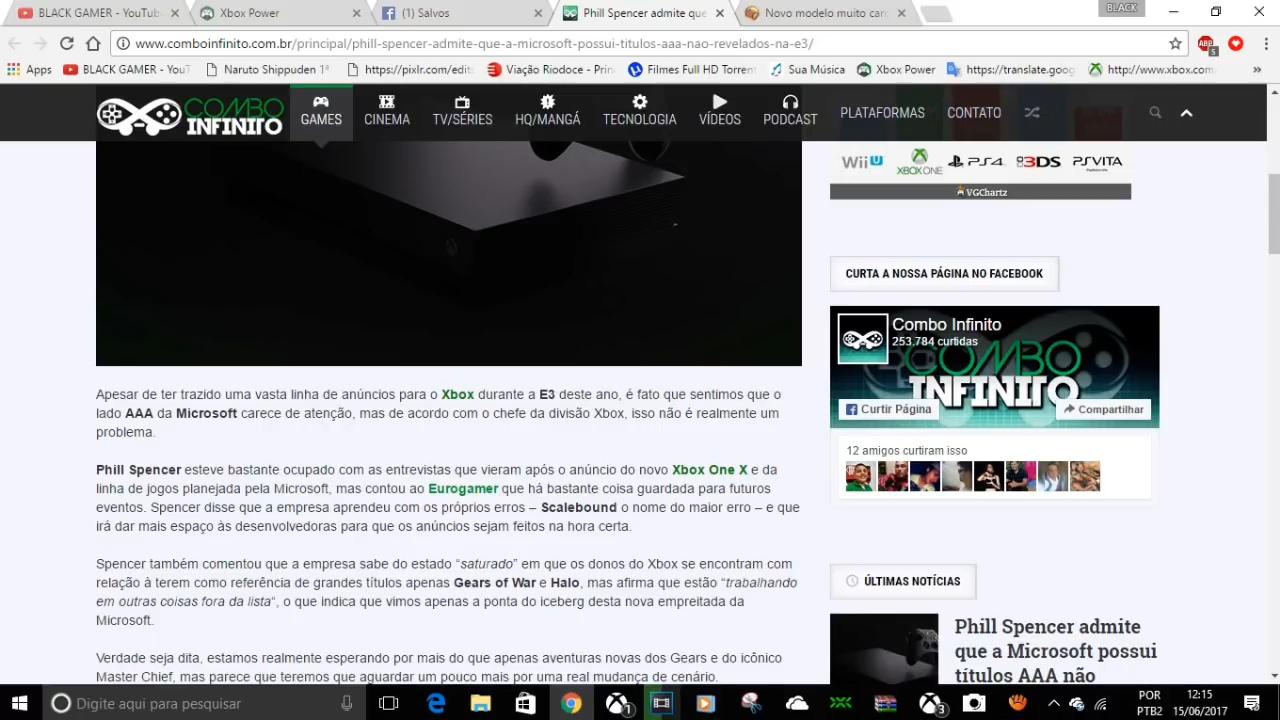 BLACK GAMER - YouTub
Xbox Power
(1) Salvos
Phill Spencer admite que
Novo modelo muito caro
BLACK
www.comboinfinito.com.br/principal/phill-spencer-admite-que-a-microsoft-possui-titulos-aaa-nao-revelados-na-e3/
ABP
5
Apps
BLACK GAMER - YouT
Naruto Shippuden 1ª
https://pixlr.com/edit
Viação Riodoce - Prin
Filmes Full HD Torrent
Sua Música
Xbox Power
https://translate.goog
http://www.xbox.com
»
COMBO
INFINITO
GAMES
CINEMA
TV/SÉRIES
HQ/MANGÁ
TECNOLOGIA
VÍDEOS
PODCAST
PLATAFORMAS
CONTATO
WiiU
XBOXONE
PS4
3DS
PSVITA
VGChartz
CURTA A NOSSA PÁGINA NO FACEBOOK
Combo Infinito
253.784 curtidas
COMBO
INFINITO
Curtir Página
Compartilhar
12 amigos curtiram isso
Apesar de ter trazido uma vasta linha de anúncios para o Xbox durante a E3 deste ano, é fato que sentimos que o
lado AAA da Microsoft carece de atenção, mas de acordo com o chefe da divisão Xbox, isso não é realmente um
problema.
Phill Spencer esteve bastante ocupado com as entrevistas que vieram após o anúncio do novo Xbox One X e da
linha de jogos planejada pela Microsoft, mas contou ao Eurogamer que há bastante coisa guardada para futuros
eventos. Spencer disse que a empresa aprendeu com os próprios erros – Scalebound o nome do maior erro – e que
irá dar mais espaço às desenvolvedoras para que os anúncios sejam feitos na hora certa.
Spencer também comentou que a empresa sabe do estado “saturado” em que os donos do Xbox se encontram com
relação à terem como referência de grandes títulos apenas Gears of War e Halo, mas afirma que estão “trabalhando
em outras coisas fora da lista“, o que indica que vimos apenas a ponta do iceberg desta nova empreitada da
Microsoft.
Verdade seja dita, estamos realmente esperando por mais do que apenas aventuras novas dos Gears e do icônico
Master Chief, mas parece que teremos que aguardar um pouco mais por uma real mudança de cenário.
ÚLTIMAS NOTÍCIAS
Phill Spencer admite
que a Microsoft possui
títulos AAA não
Digite aqui para pesquisar
1
3
POR
PTB2
12:15
15/06/2017